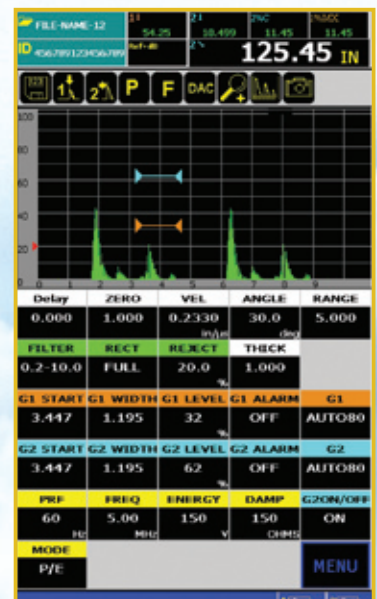 FILE-NAME-12
54.25 10.499 11.45 11.45
ID 456789123456789 Ref-dB
125.45 IN
P F DAC
100
80
60
40
20
0 1 2 3 4 5 6 7 8 9
Delay ZERO VEL ANGLE RANGE
0.000 1.000 0.2330 30.0 5.000
in/µs deg
FILTER RECT REJECT THICK
0.2-10.0 FULL 20.0 1.000
%
G1 START G1 WIDTH G1 LEVEL G1 ALARM G1
3.447 1.195 32 OFF AUTO80
%
G2 START G2 WIDTH G2 LEVEL G2 ALARM G2
3.447 1.195 62 OFF AUTO80
%
PRF FREQ ENERGY DAMP G2ON/OFF
60 5.00 150 150 ON
Hz MHz V OHMS
MODE
P/E MENU